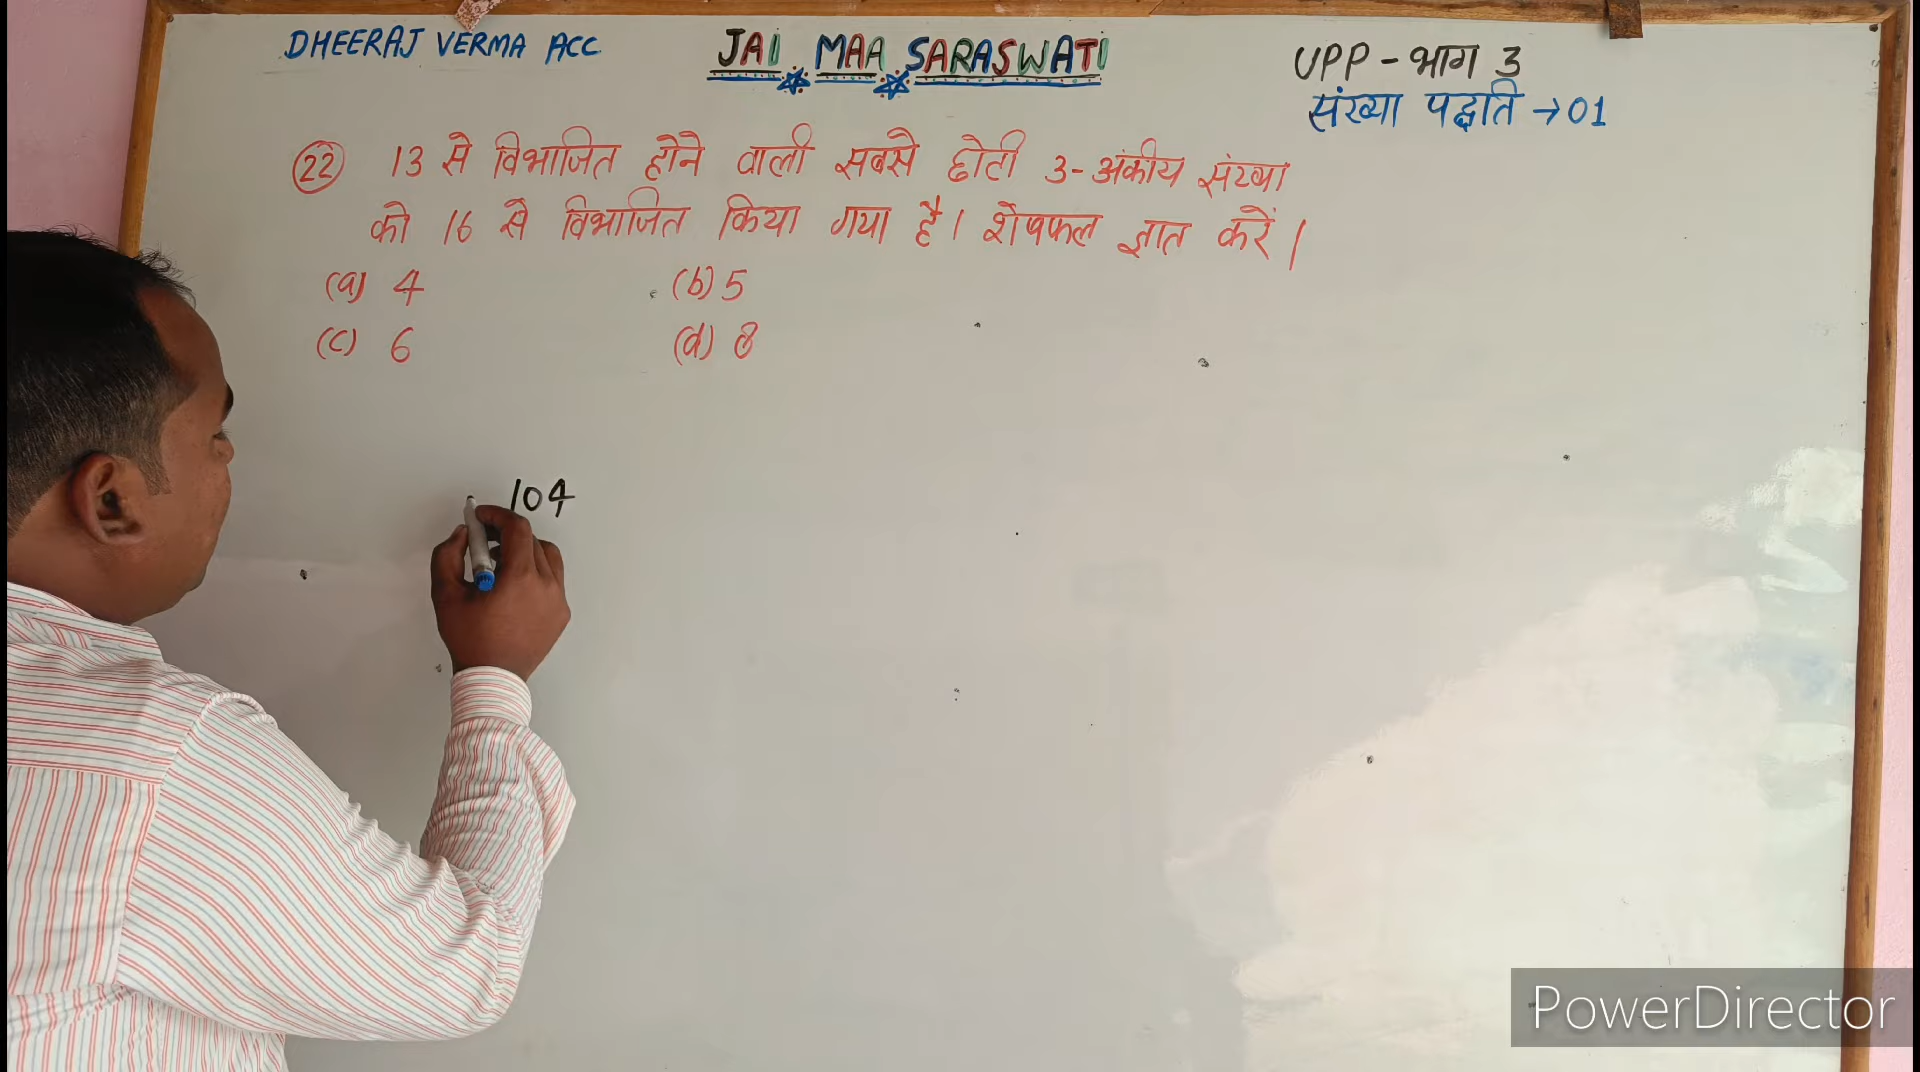 DHEERAJ VERMA ACC
JAI MAA SARASWATI
UPP - भाग 3
संख्या पद्धति → 01
(22) 13 से विभाजित होने वाली सबसे छोटी 3-अंकीय संख्या
को 16 से विभाजित किया गया है। शेषफल ज्ञात करें।
(a) 4 (b) 5
(c) 6 (d) 8
104
PowerDirector